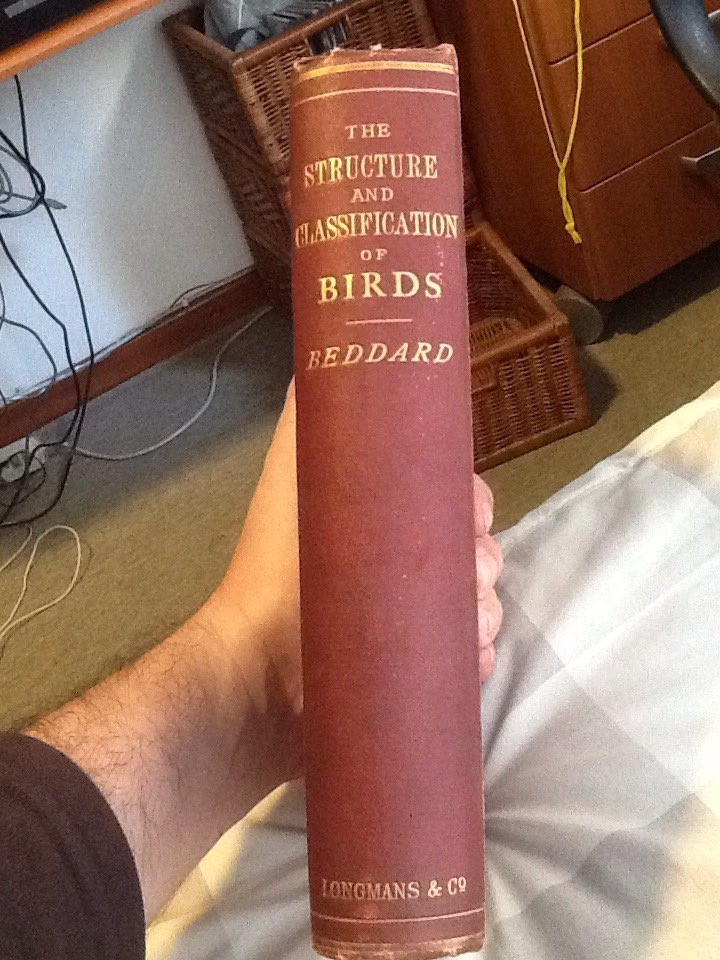 THE
STRUCTURE
AND
CLASSIFICATION
OF
BIRDS
BEDDARD
LONGMANS & Cº